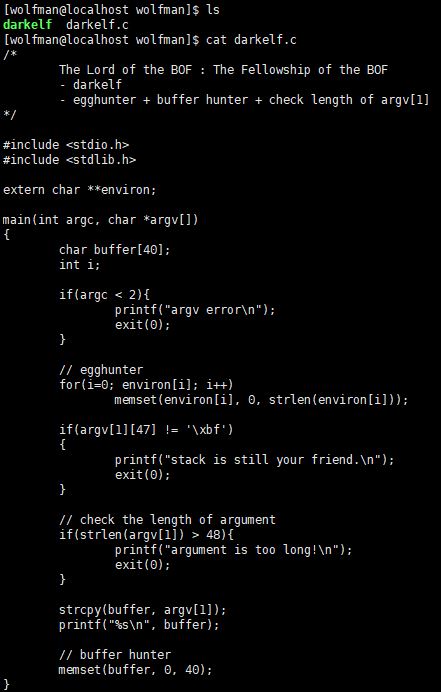 [wolfman@localhost wolfman]$ ls
darkelf  darkelf.c
[wolfman@localhost wolfman]$ cat darkelf.c
/*
        The Lord of the BOF : The Fellowship of the BOF
        - darkelf
        - egghunter + buffer hunter + check length of argv[1]
*/

#include <stdio.h>
#include <stdlib.h>

extern char **environ;

main(int argc, char *argv[])
{
        char buffer[40];
        int i;

        if(argc < 2){
                printf("argv error\n");
                exit(0);
        }

        // egghunter
        for(i=0; environ[i]; i++)
                memset(environ[i], 0, strlen(environ[i]));

        if(argv[1][47] != '\xbf')
        {
                printf("stack is still your friend.\n");
                exit(0);
        }

        // check the length of argument
        if(strlen(argv[1]) > 48){
                printf("argument is too long!\n");
                exit(0);
        }

        strcpy(buffer, argv[1]);
        printf("%s\n", buffer);

        // buffer hunter
        memset(buffer, 0, 40);
}